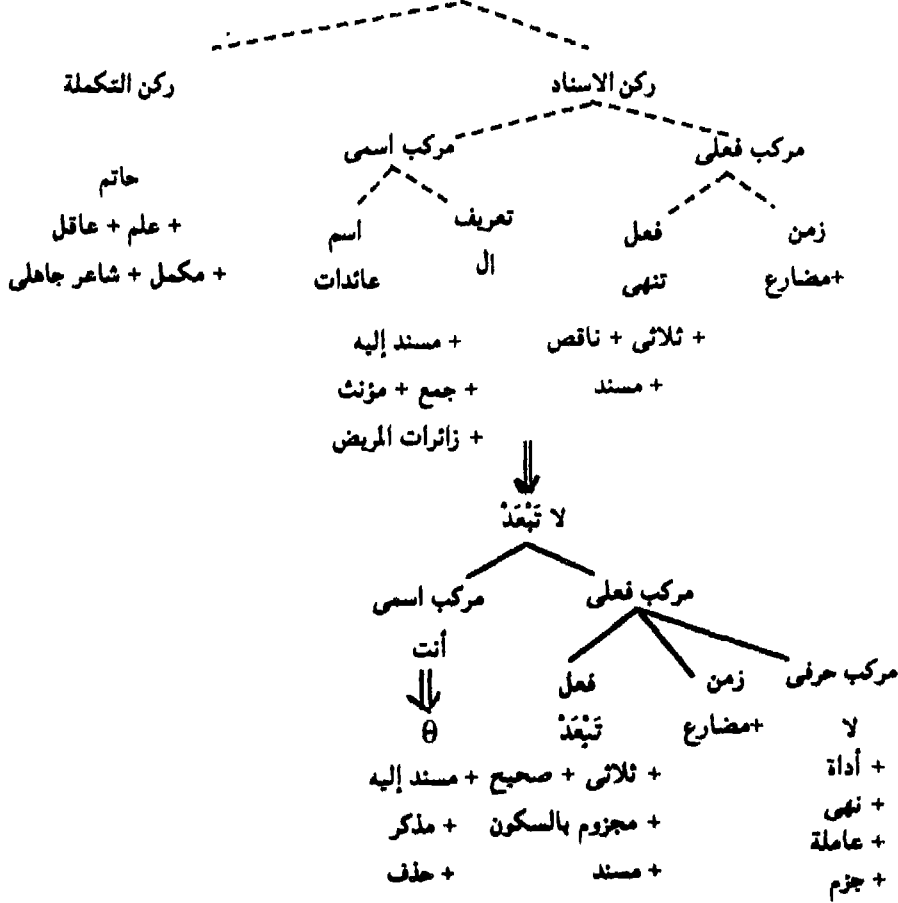 ركن الاسناد ركن التكملة
مركب فعلى مركب اسمى
حاتم
زمن فعل تعريف اسم + علم + عاقل
+مضارع تنهى ال عائدات + مكمل + شاعر جاهلى
+ ثلاثى + ناقص + مسند إليه
+ مسند + جمع + مؤنث
+ زائرات المريض
لا تَبْعَدْ
مركب فعلى مركب اسمى
أنت
مركب حرفى زمن فعل
لا +مضارع تَبْعَدْ θ
+ أداة + ثلاثى + صحيح + مسند إليه
+ نهى + مجزوم بالسكون + مذكر
+ عاملة + مسند + حذف
+ جزم